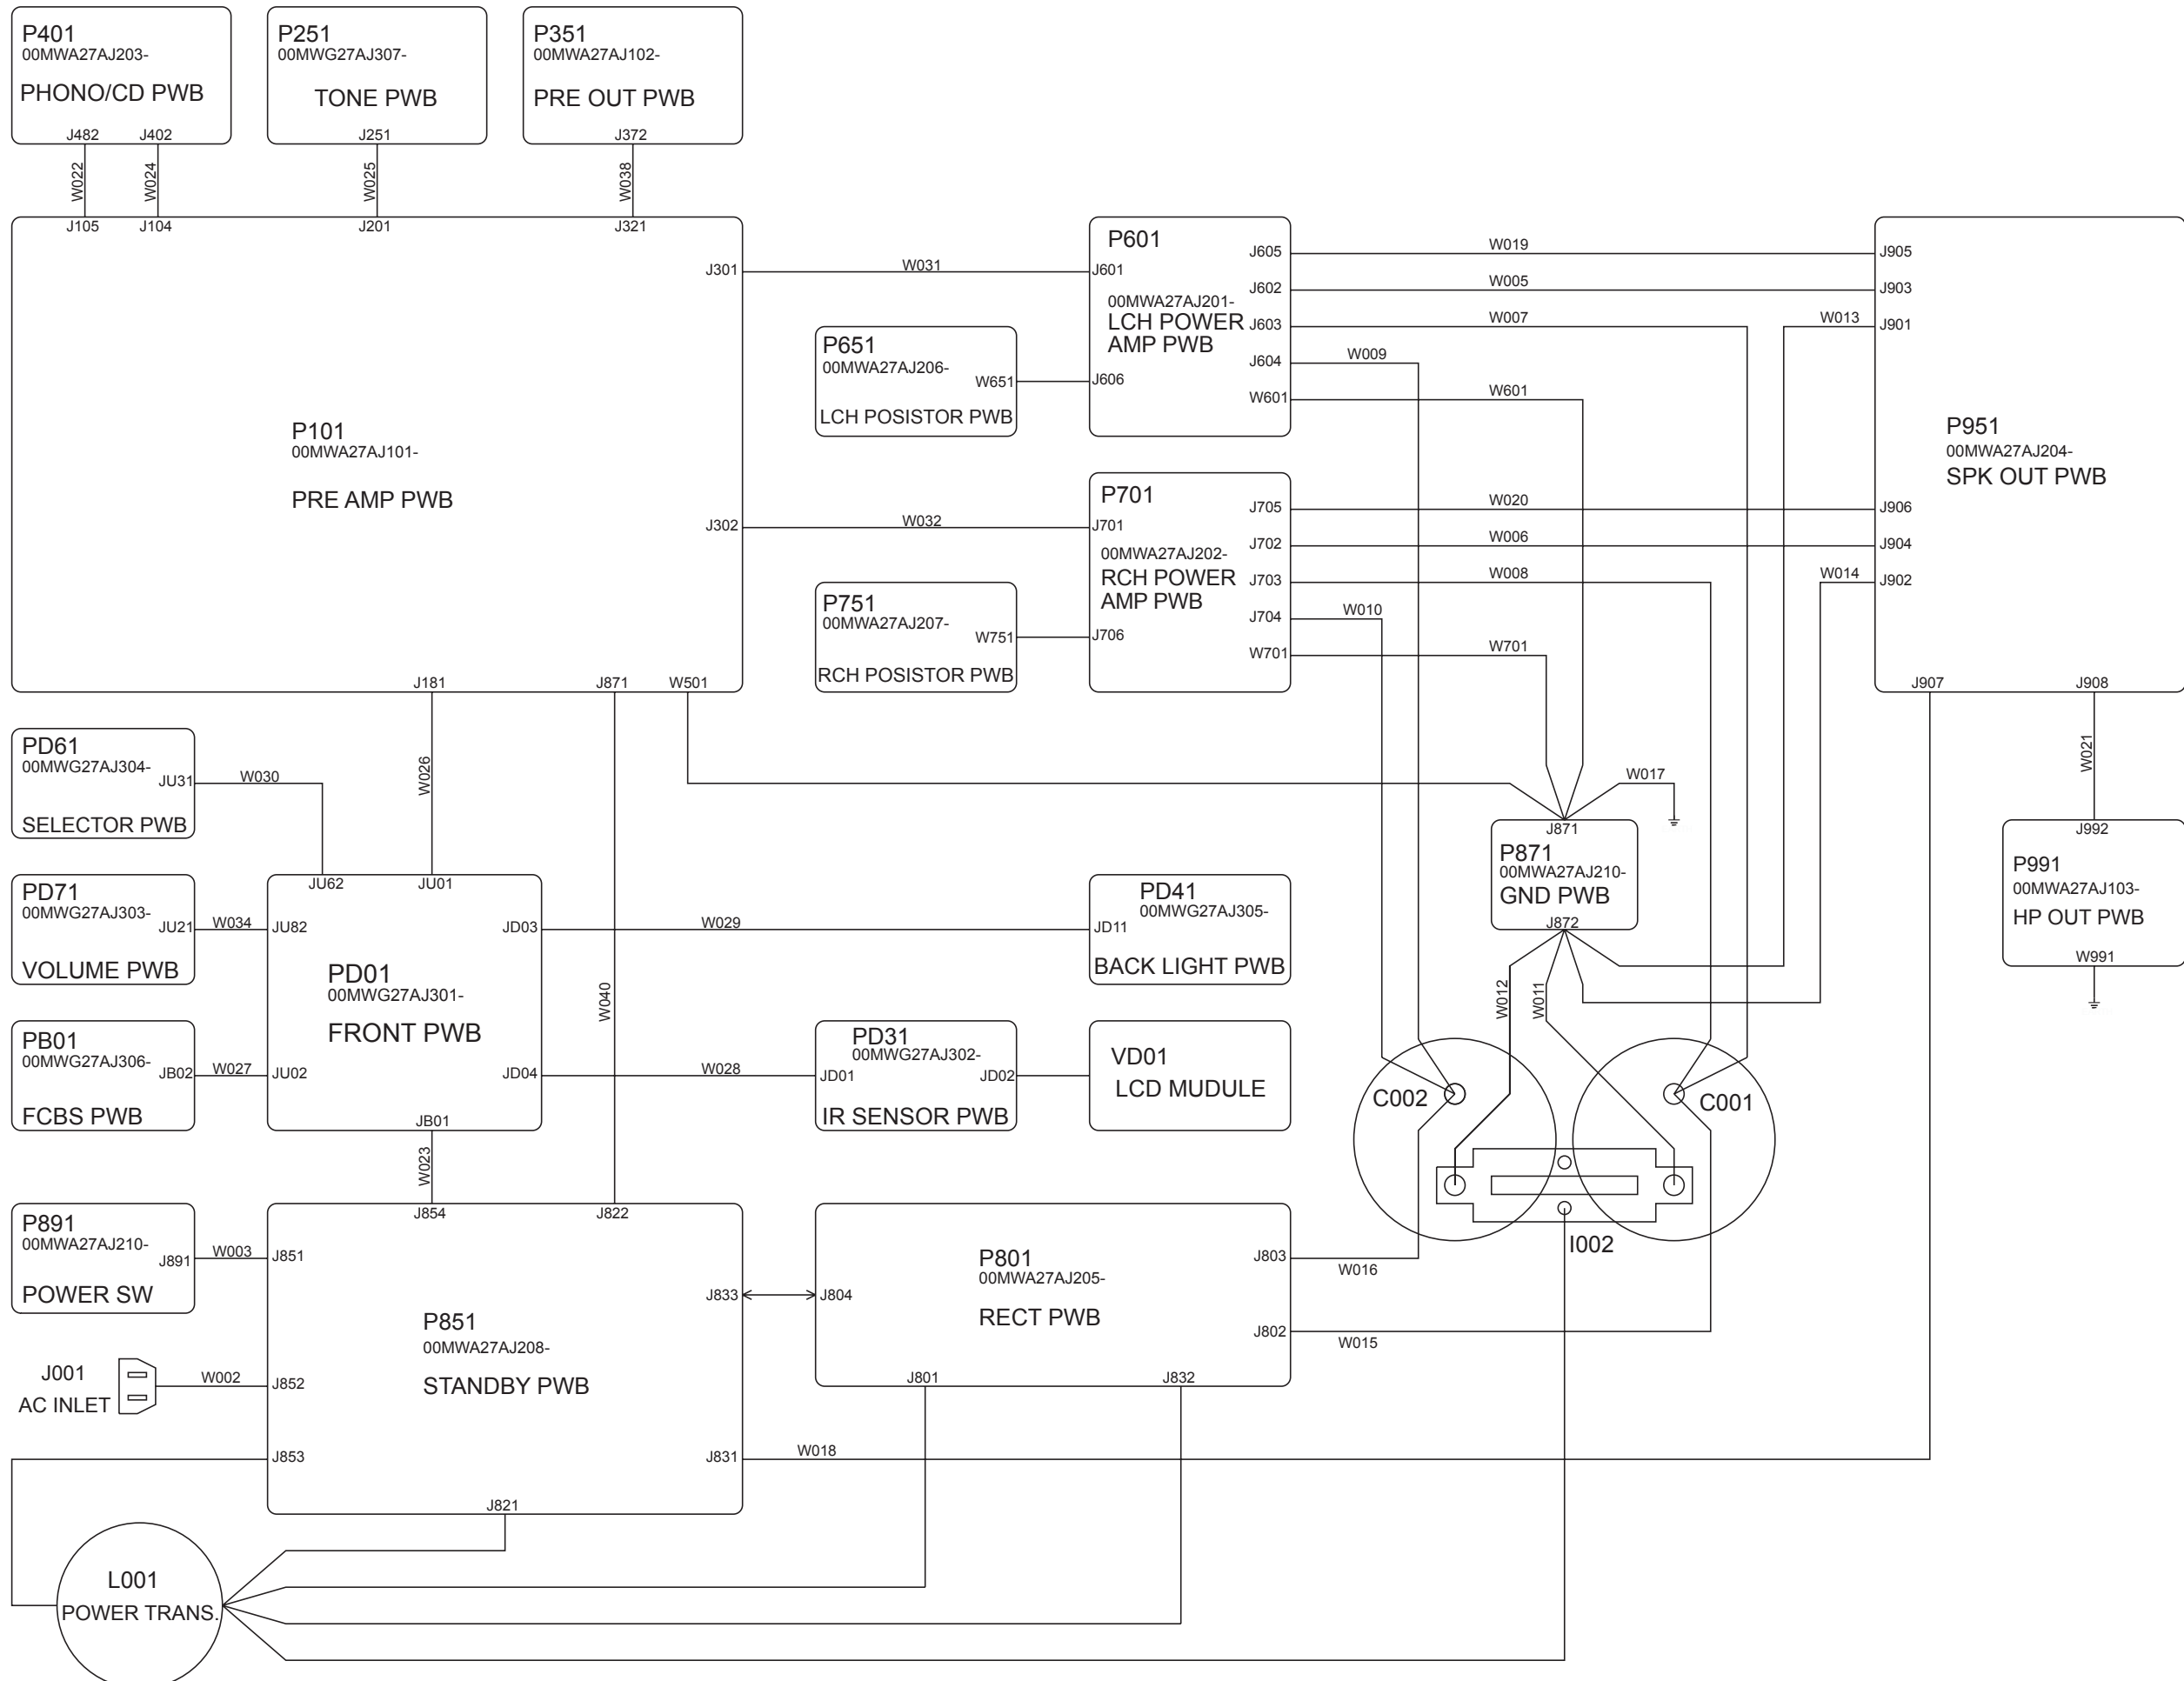 P401
00MWA27AJ203-
PHONO/CD PWB
J482 J402
P251
00MWG27AJ307-
TONE PWB
J251
P351
00MWA27AJ102-
PRE OUT PWB
J372
W022
W024
W025
W038
J105 J104 J201 J321
J301
P101
00MWA27AJ101-
PRE AMP PWB
J302
J181 J871 W501
W031
W032
P651
00MWA27AJ206-
W651
LCH POSISTOR PWB
P751
00MWA27AJ207-
W751
RCH POSISTOR PWB
P601
J601
00MWA27AJ201-
LCH POWER
AMP PWB
J606
J605
J602
J603
J604
W601
P701
J701
00MWA27AJ202-
RCH POWER
AMP PWB
J706
J705
J702
J703
J704
W701
W019
W005
W007
W009
W601
W020
W006
W008
W010
W701
W013
W014
J905
J903
J901
P951
00MWA27AJ204-
SPK OUT PWB
J906
J904
J902
J907 J908
W021
J992
P991
00MWA27AJ103-
HP OUT PWB
W991
W017
J871
P871
00MWA27AJ210-
GND PWB
J872
W012
W011
C002
C001
I002
PD61
00MWG27AJ304-
JU31
SELECTOR PWB
W030
W026
PD71
00MWG27AJ303-
JU21
VOLUME PWB
W034
PB01
00MWG27AJ306-
JB02
FCBS PWB
W027
JU62 JU01
JU82 JD03
PD01
00MWG27AJ301-
FRONT PWB
JU02 JD04
JB01
W040
W029
W028
PD41
00MWG27AJ305-
JD11
BACK LIGHT PWB
PD31
00MWG27AJ302-
JD01 JD02
IR SENSOR PWB
VD01
LCD MUDULE
W023
P891
00MWA27AJ210-
J891
POWER SW
W003
J001
AC INLET
W002
J854 J822
J851
J833
P851
00MWA27AJ208-
STANDBY PWB
J852
J853
J831
J821
P801
00MWA27AJ205-
RECT PWB
J804
J803
J802
J801 J832
W016
W015
W018
L001
POWER TRANS.